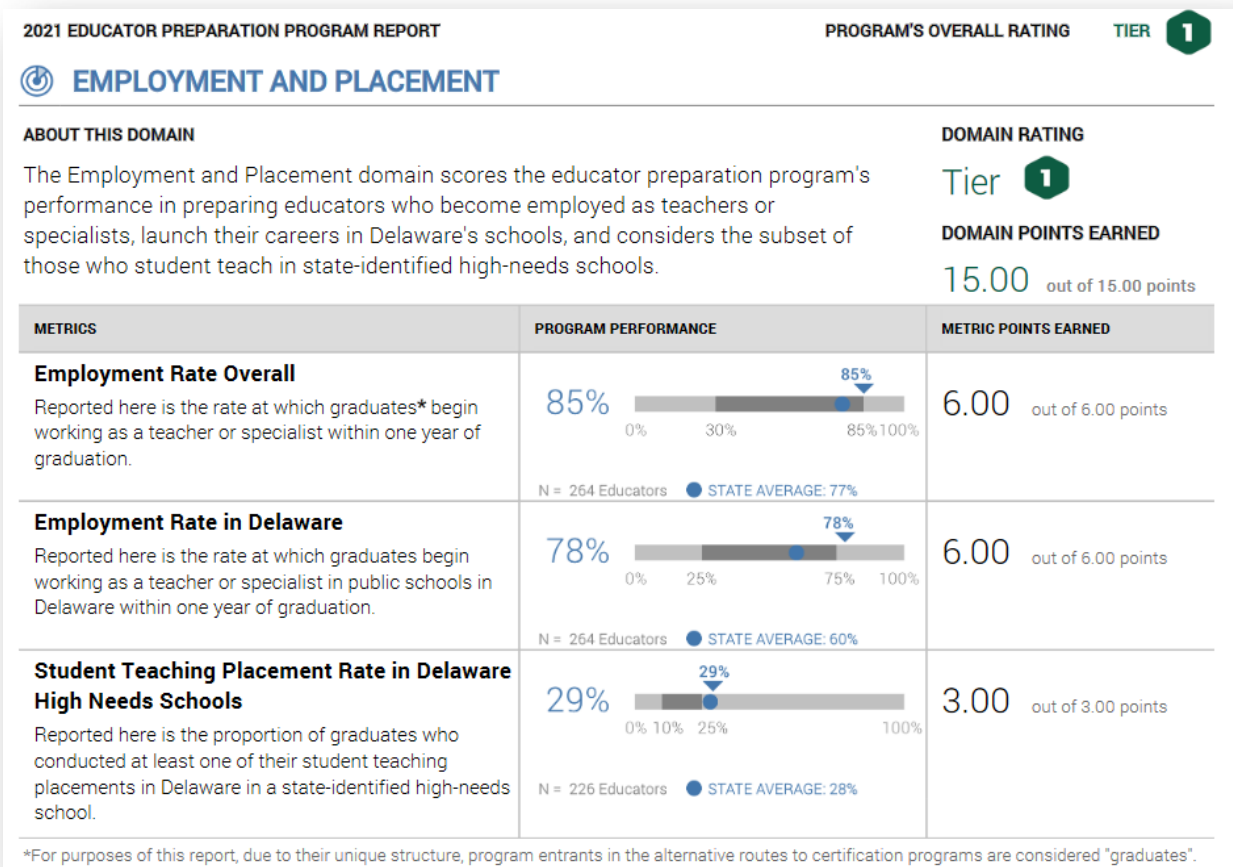 2021 EDUCATOR PREPARATION PROGRAM REPORT
PROGRAM'S OVERALL RATING TIER 1
EMPLOYMENT AND PLACEMENT
ABOUT THIS DOMAIN
The Employment and Placement domain scores the educator preparation program's
performance in preparing educators who become employed as teachers or
specialists, launch their careers in Delaware's schools, and considers the subset of
those who student teach in state-identified high-needs schools.
DOMAIN RATING
Tier 1
DOMAIN POINTS EARNED
15.00 out of 15.00 points
METRICS PROGRAM PERFORMANCE METRIC POINTS EARNED
Employment Rate Overall
Reported here is the rate at which graduates* begin
working as a teacher or specialist within one year of
graduation.
85%
85%
0% 30% 85% 100%
N = 264 Educators STATE AVERAGE: 77%
6.00 out of 6.00 points
Employment Rate in Delaware
Reported here is the rate at which graduates begin
working as a teacher or specialist in public schools in
Delaware within one year of graduation.
78%
78%
0% 25% 75% 100%
N = 264 Educators STATE AVERAGE: 60%
6.00 out of 6.00 points
Student Teaching Placement Rate in Delaware
High Needs Schools
Reported here is the proportion of graduates who
conducted at least one of their student teaching
placements in Delaware in a state-identified high-needs
school.
29%
29%
0% 10% 25% 100%
N = 226 Educators STATE AVERAGE: 28%
3.00 out of 3.00 points
*For purposes of this report, due to their unique structure, program entrants in the alternative routes to certification programs are considered "graduates".